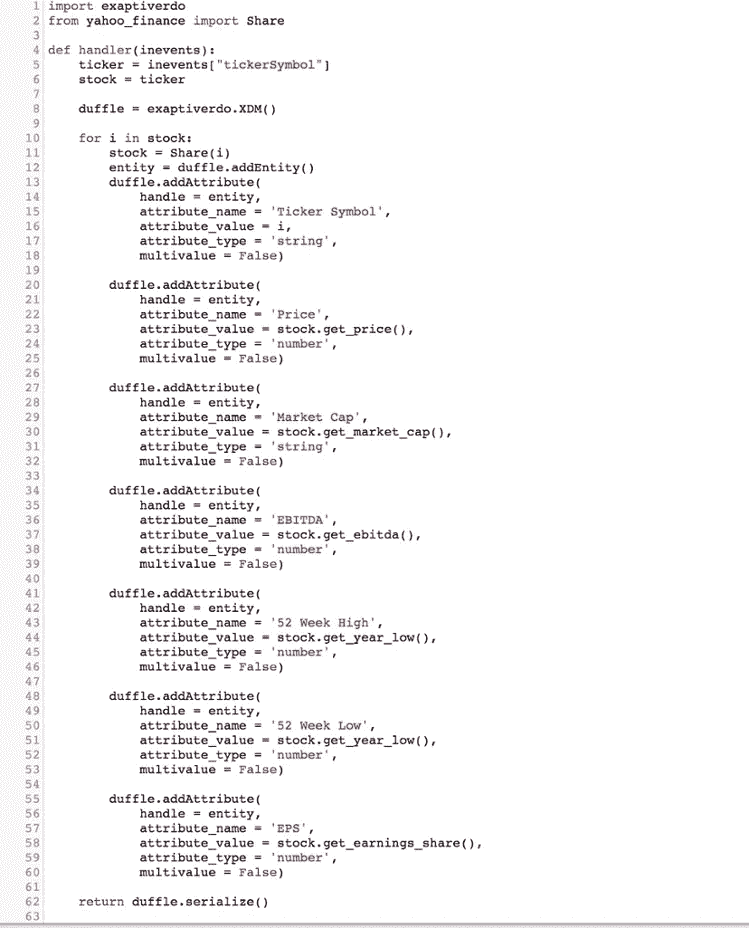 1 import exaptiverdo
2 from yahoo_finance import Share
3
4 def handler(inevents):
5     ticker = inevents["tickerSymbol"]
6     stock = ticker
7
8     duffle = exaptiverdo.XDM()
9
10     for i in stock:
11         stock = Share(i)
12         entity = duffle.addEntity()
13         duffle.addAttribute(
14             handle = entity,
15             attribute_name = 'Ticker Symbol',
16             attribute_value = i,
17             attribute_type = 'string',
18             multivalue = False)
19
20         duffle.addAttribute(
21             handle = entity,
22             attribute_name = 'Price',
23             attribute_value = stock.get_price(),
24             attribute_type = 'number',
25             multivalue = False)
26
27         duffle.addAttribute(
28             handle = entity,
29             attribute_name = 'Market Cap',
30             attribute_value = stock.get_market_cap(),
31             attribute_type = 'string',
32             multivalue = False)
33
34         duffle.addAttribute(
35             handle = entity,
36             attribute_name = 'EBITDA',
37             attribute_value = stock.get_ebitda(),
38             attribute_type = 'number',
39             multivalue = False)
40
41         duffle.addAttribute(
42             handle = entity,
43             attribute_name = '52 Week High',
44             attribute_value = stock.get_year_low(),
45             attribute_type = 'number',
46             multivalue = False)
47
48         duffle.addAttribute(
49             handle = entity,
50             attribute_name = '52 Week Low',
51             attribute_value = stock.get_year_low(),
52             attribute_type = 'number',
53             multivalue = False)
54
55         duffle.addAttribute(
56             handle = entity,
57             attribute_name = 'EPS',
58             attribute_value = stock.get_earnings_share(),
59             attribute_type = 'number',
60             multivalue = False)
61
62     return duffle.serialize()
63